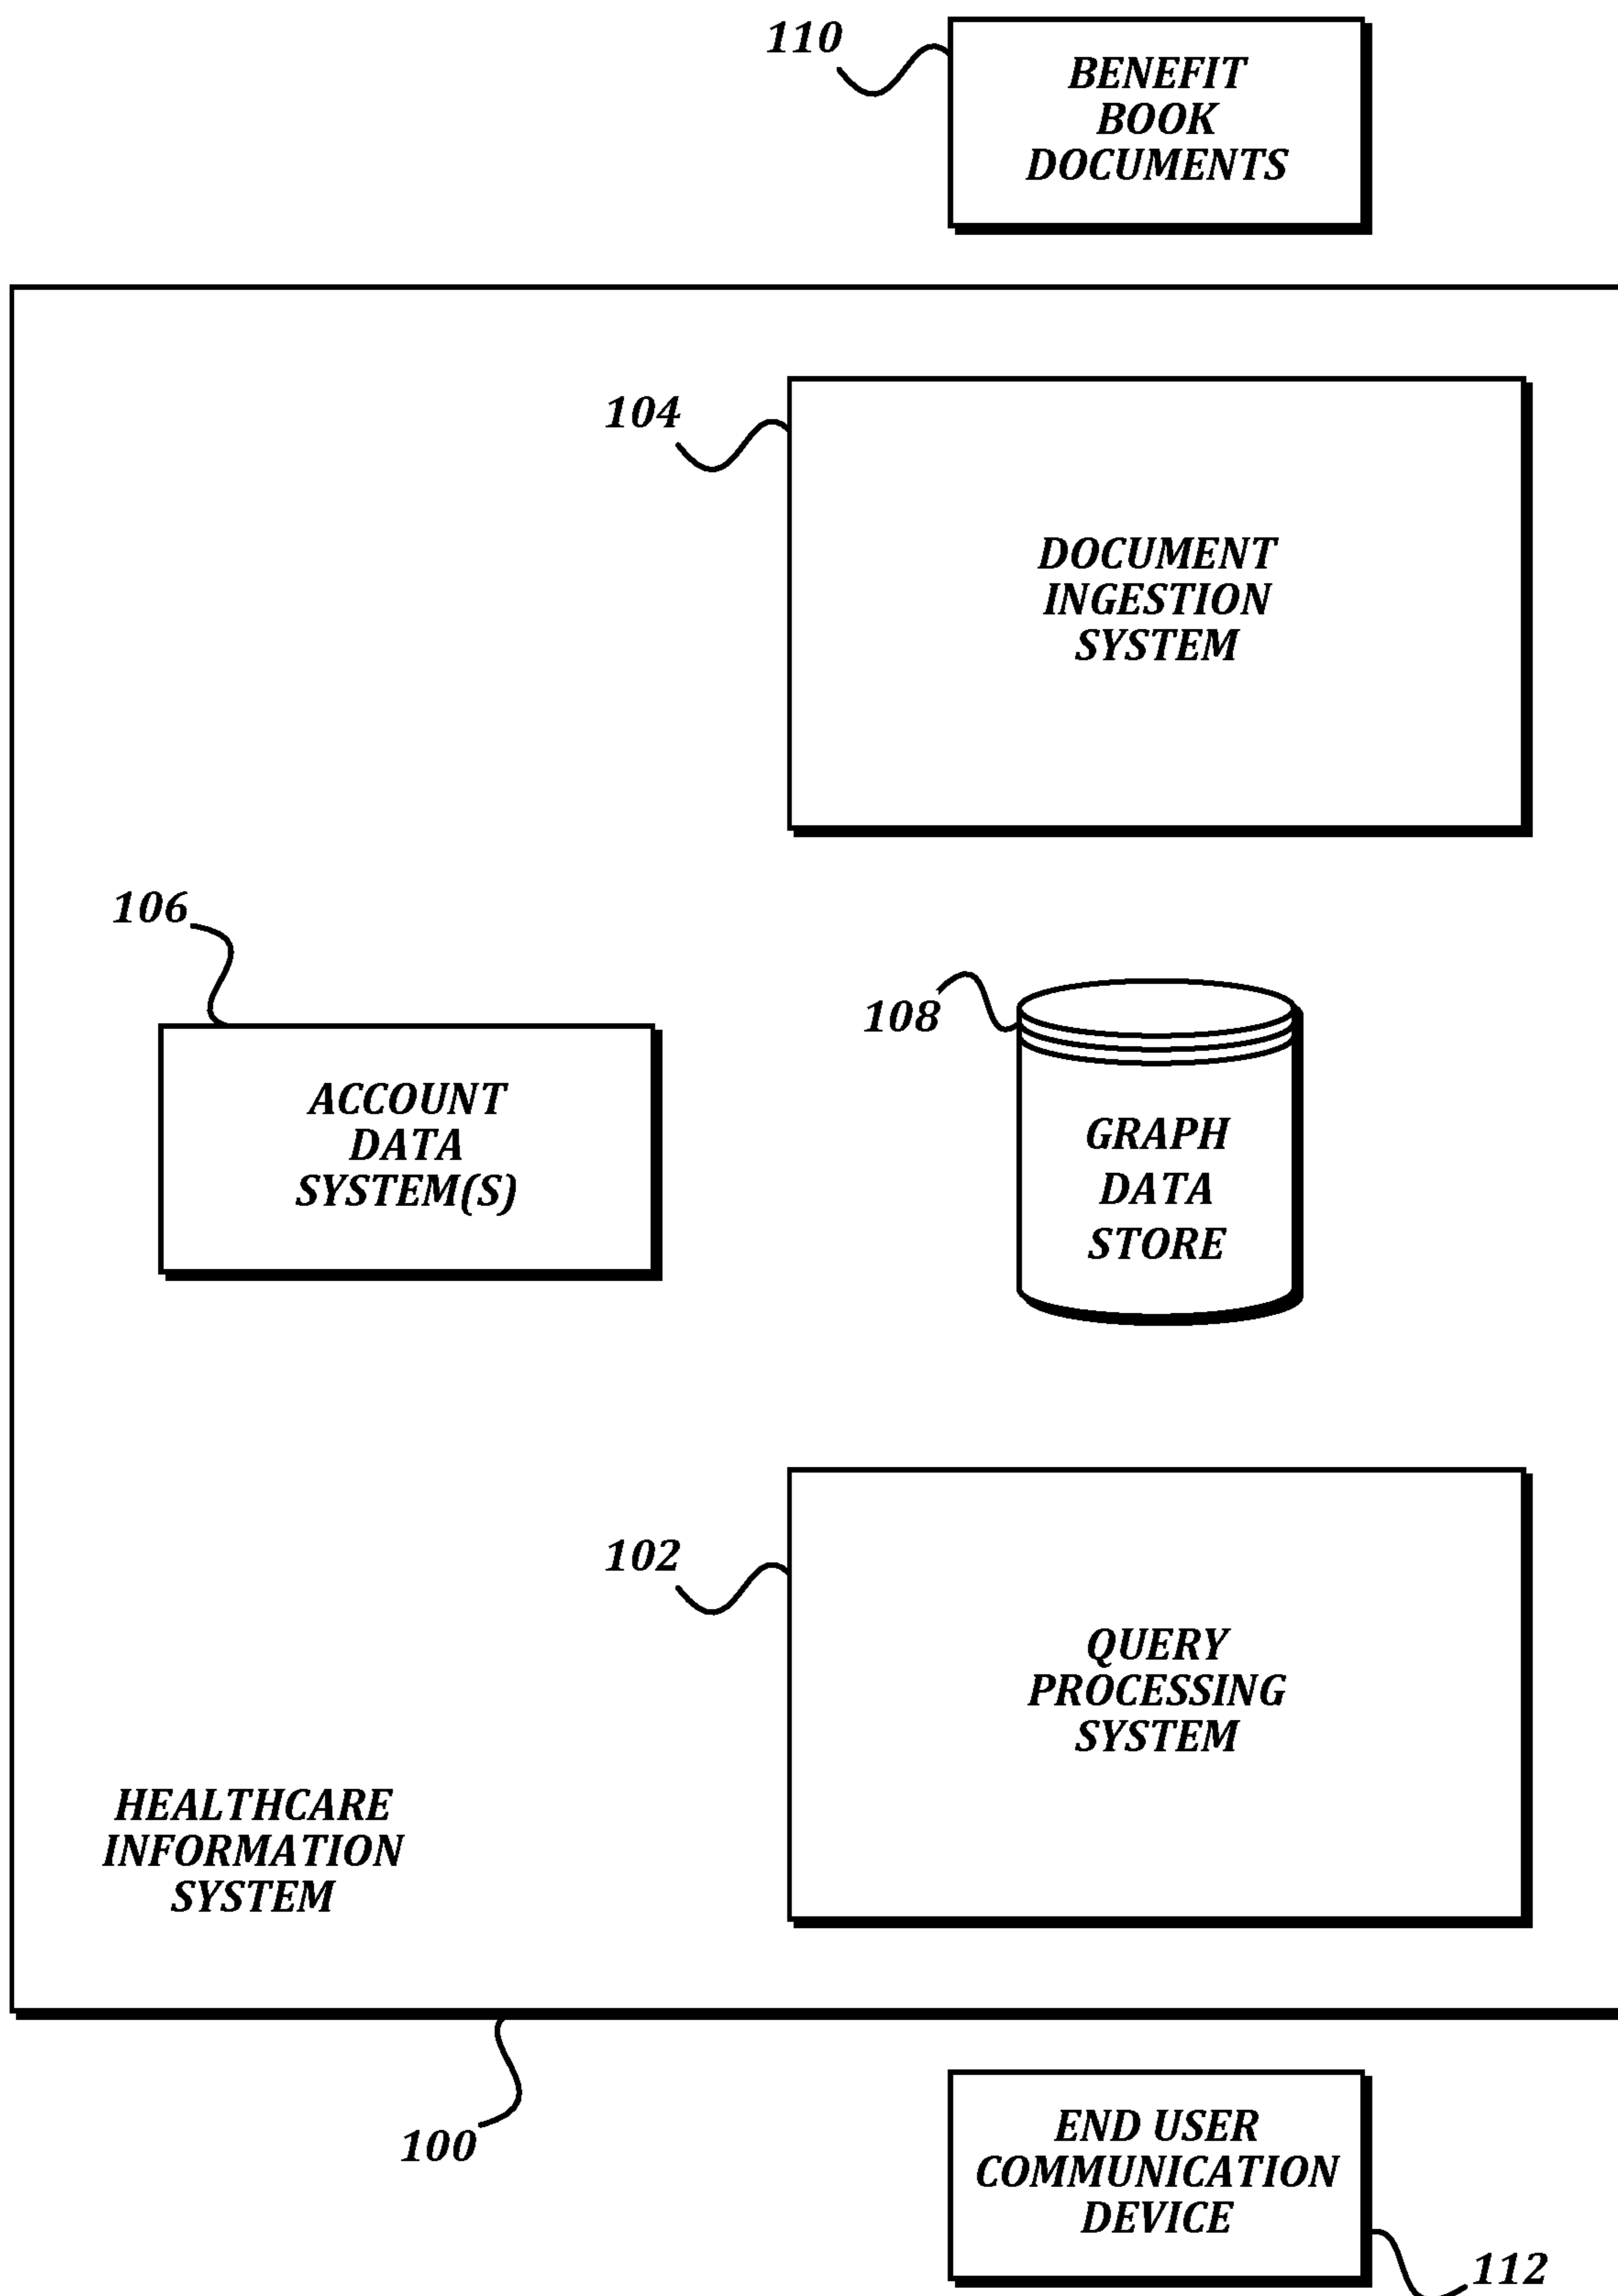 110
BENEFIT
BOOK
DOCUMENTS
104
DOCUMENT
INGESTION
SYSTEM
106
ACCOUNT
DATA
SYSTEM(S)
108
GRAPH
DATA
STORE
102
QUERY
PROCESSING
SYSTEM
HEALTHCARE
INFORMATION
SYSTEM
100
END USER
COMMUNICATION
DEVICE
112